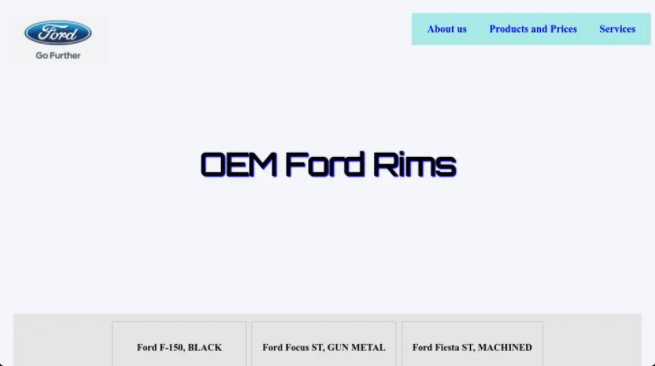 Ford
Go Further
About us Products and Prices Services
OEM Ford Rims
Ford F-150, BLACK Ford Focus ST, GUN METAL Ford Fiesta ST, MACHINED